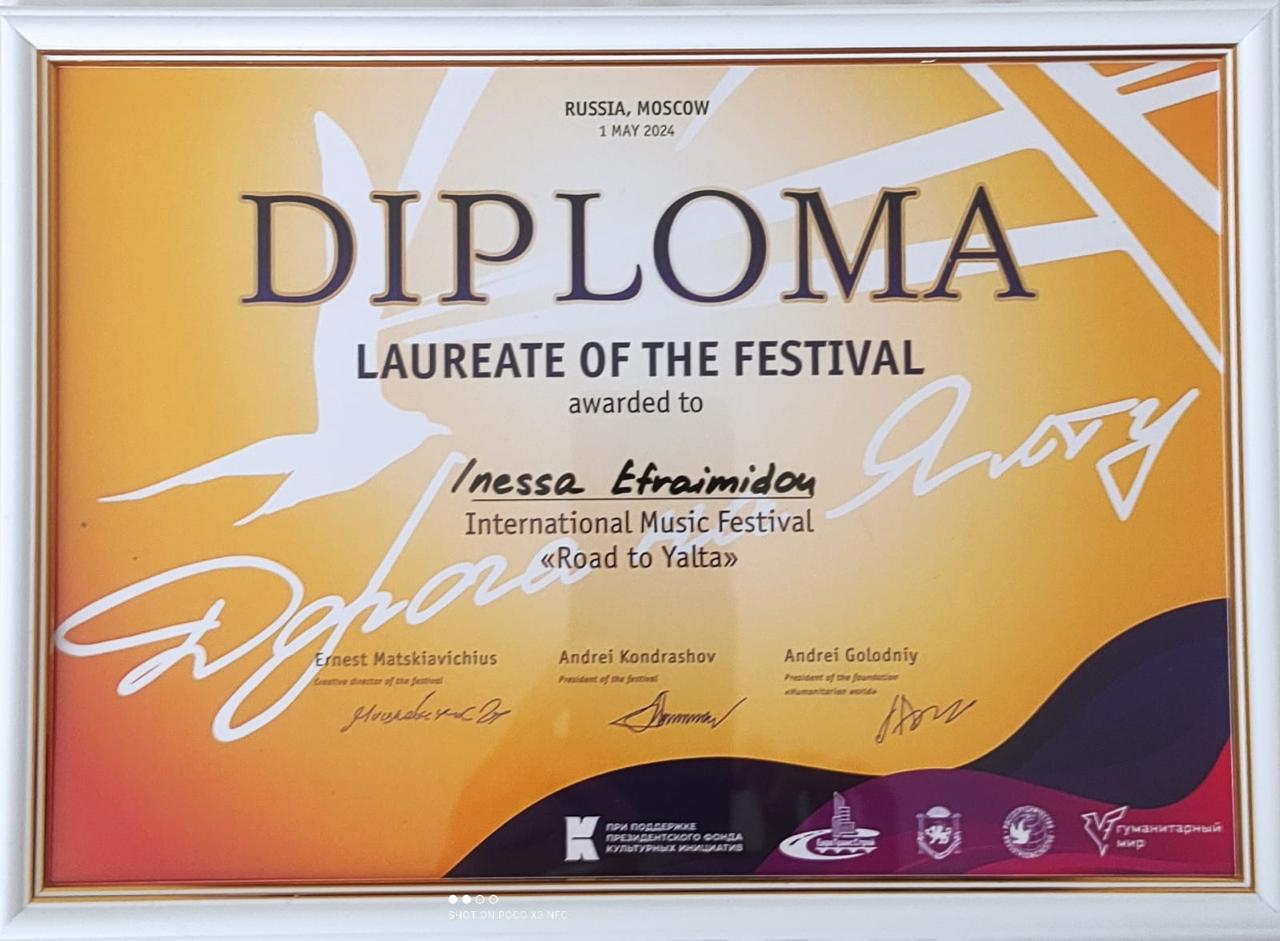 RUSSIA, MOSCOW
1 MAY 2024
DIPLOMA
LAUREATE OF THE FESTIVAL
awarded to
Inessa Efraimidou
International Music Festival
«Road to Yalta»
Дорога на Ялту
Ernest Matskiavichius
Creative director of the festival
Andrei Kondrashov
President of the festival
Andrei Golodniy
President of the foundation
«Humanitarian world»
ПРИ ПОДДЕРЖКЕ
ПРЕЗИДЕНТСКОГО ФОНДА
КУЛЬТУРНЫХ ИНИЦИАТИВ
ЕвроТрансСтрой
гуманитарный
мир
SHOT ON POCO X3 NFC